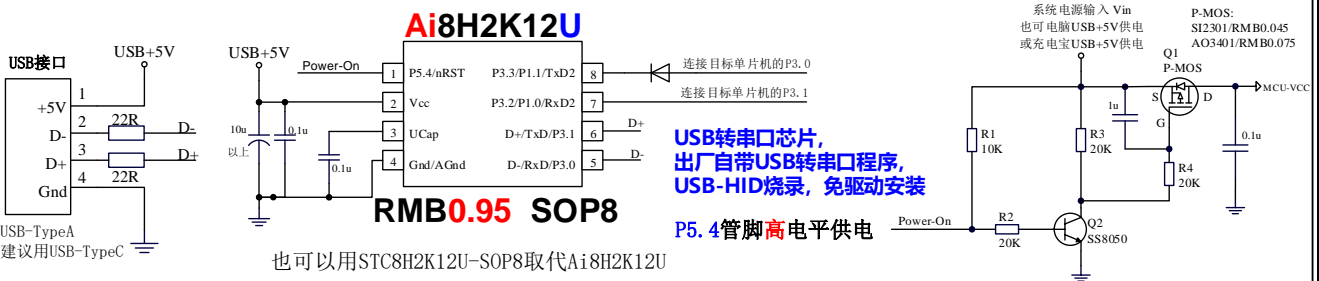 USB接口
USB+5V
1
+5V
2
22R
D-
D-
3
D+
D+
22R
4
Gnd
USB-TypeA
建议用USB-TypeC
Ai8H2K12U
USB+5V
Power-On
1
P5.4/nRST
P3.3/P1.1/TxD2
8
连接目标单片机的P3.0
2
Vcc
P3.2/P1.0/RxD2
7
连接目标单片机的P3.1
10u
以上
0.1u
3
UCap
D+/TxD/P3.1
6
D+
0.1u
4
Gnd/AGnd
D-/RxD/P3.0
5
D-
RMB0.95 SOP8
也可以用STC8H2K12U-SOP8取代Ai8H2K12U
USB转串口芯片,
出厂自带USB转串口程序,
USB-HID烧录，免驱动安装
P5.4管脚高电平供电
系统电源输入 Vin
也可电脑USB+5V供电
或充电宝USB+5V供电
P-MOS:
SI2301/RMB0.045
AO3401/RMB0.075
Q1
P-MOS
S
D
G
MCU-VCC
1u
0.1u
R1
10K
R3
20K
R4
20K
Power-On
R2
20K
Q2
SS8050